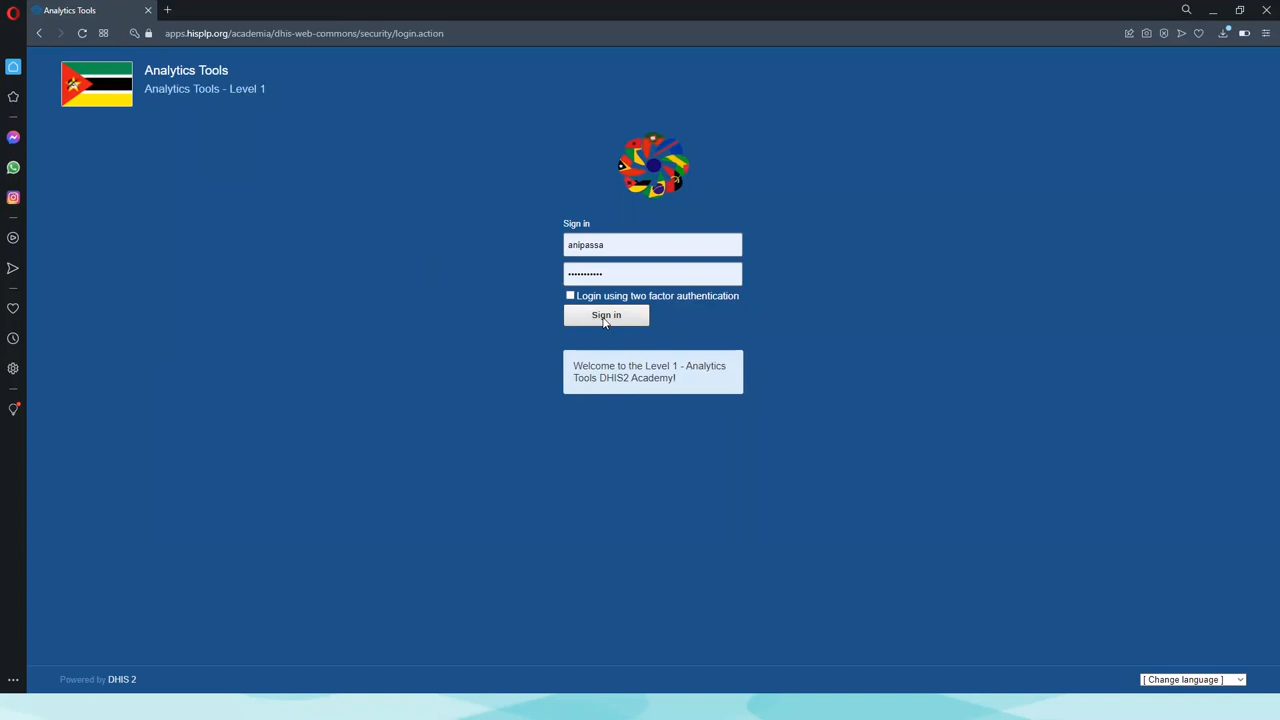 Analytics Tools
apps.hisplp.org/academia/dhis-web-commons/security/login.action
Analytics Tools
Analytics Tools - Level 1
Sign in
anipassa
•••••••••••
Login using two factor authentication
Sign in
Welcome to the Level 1 - Analytics
Tools DHIS2 Academy!
Powered by DHIS 2
[ Change language ]